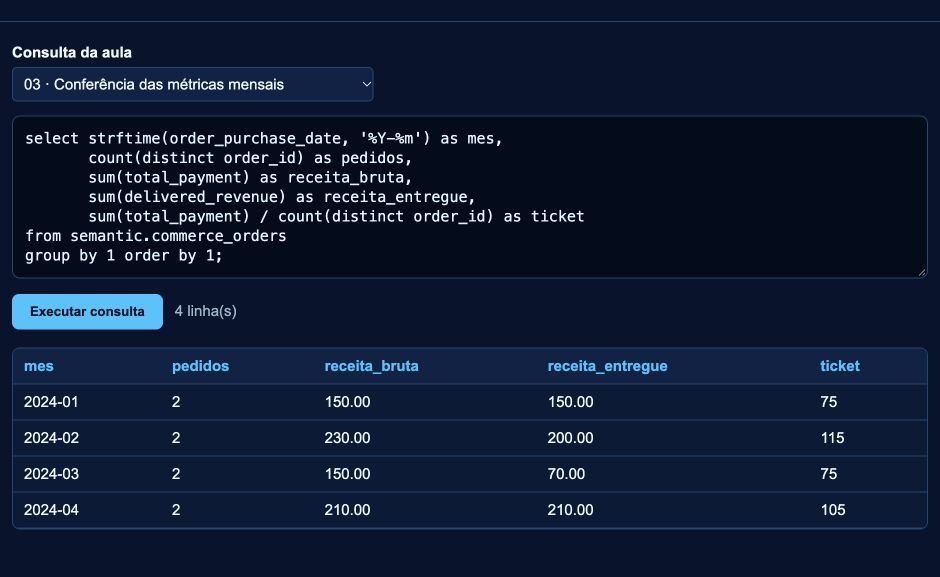 Consulta da aula
03 · Conferência das métricas mensais
select strftime(order_purchase_date, '%Y-%m') as mes,
       count(distinct order_id) as pedidos,
       sum(total_payment) as receita_bruta,
       sum(delivered_revenue) as receita_entregue,
       sum(total_payment) / count(distinct order_id) as ticket
from semantic.commerce_orders
group by 1 order by 1;
Executar consulta 4 linha(s)
mes pedidos receita_bruta receita_entregue ticket
2024-01 2 150.00 150.00 75
2024-02 2 230.00 200.00 115
2024-03 2 150.00 70.00 75
2024-04 2 210.00 210.00 105